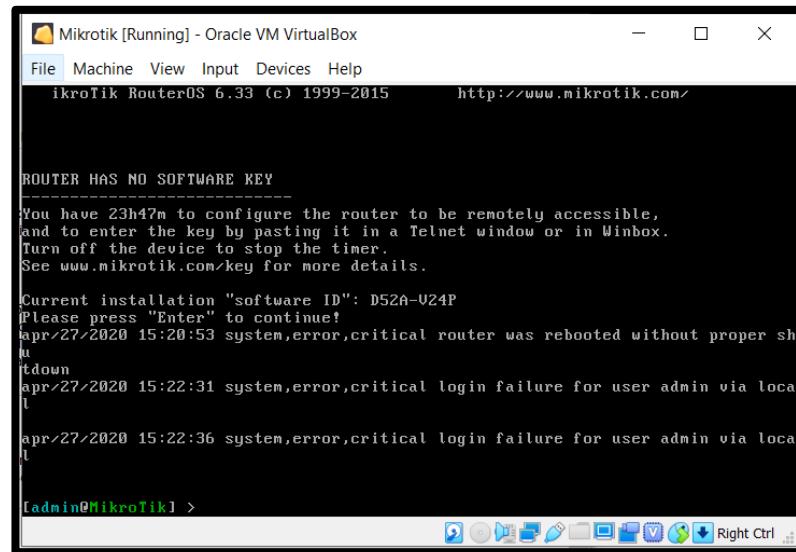 Mikrotik [Running] - Oracle VM VirtualBox
File Machine View Input Devices Help
ikroTik RouterOS 6.33 (c) 1999-2015 http://www.mikrotik.com/
ROUTER HAS NO SOFTWARE KEY
----------------------------
You have 23h47m to configure the router to be remotely accessible,
and to enter the key by pasting it in a Telnet window or in Winbox.
Turn off the device to stop the timer.
See www.mikrotik.com/key for more details.
Current installation "software ID": D52A-V24P
Please press "Enter" to continue!
apr/27/2020 15:20:53 system,error,critical router was rebooted without proper sh
u
tdown
apr/27/2020 15:22:31 system,error,critical login failure for user admin via loca
l
apr/27/2020 15:22:36 system,error,critical login failure for user admin via loca
l
[admin@MikroTik] >
Right Ctrl